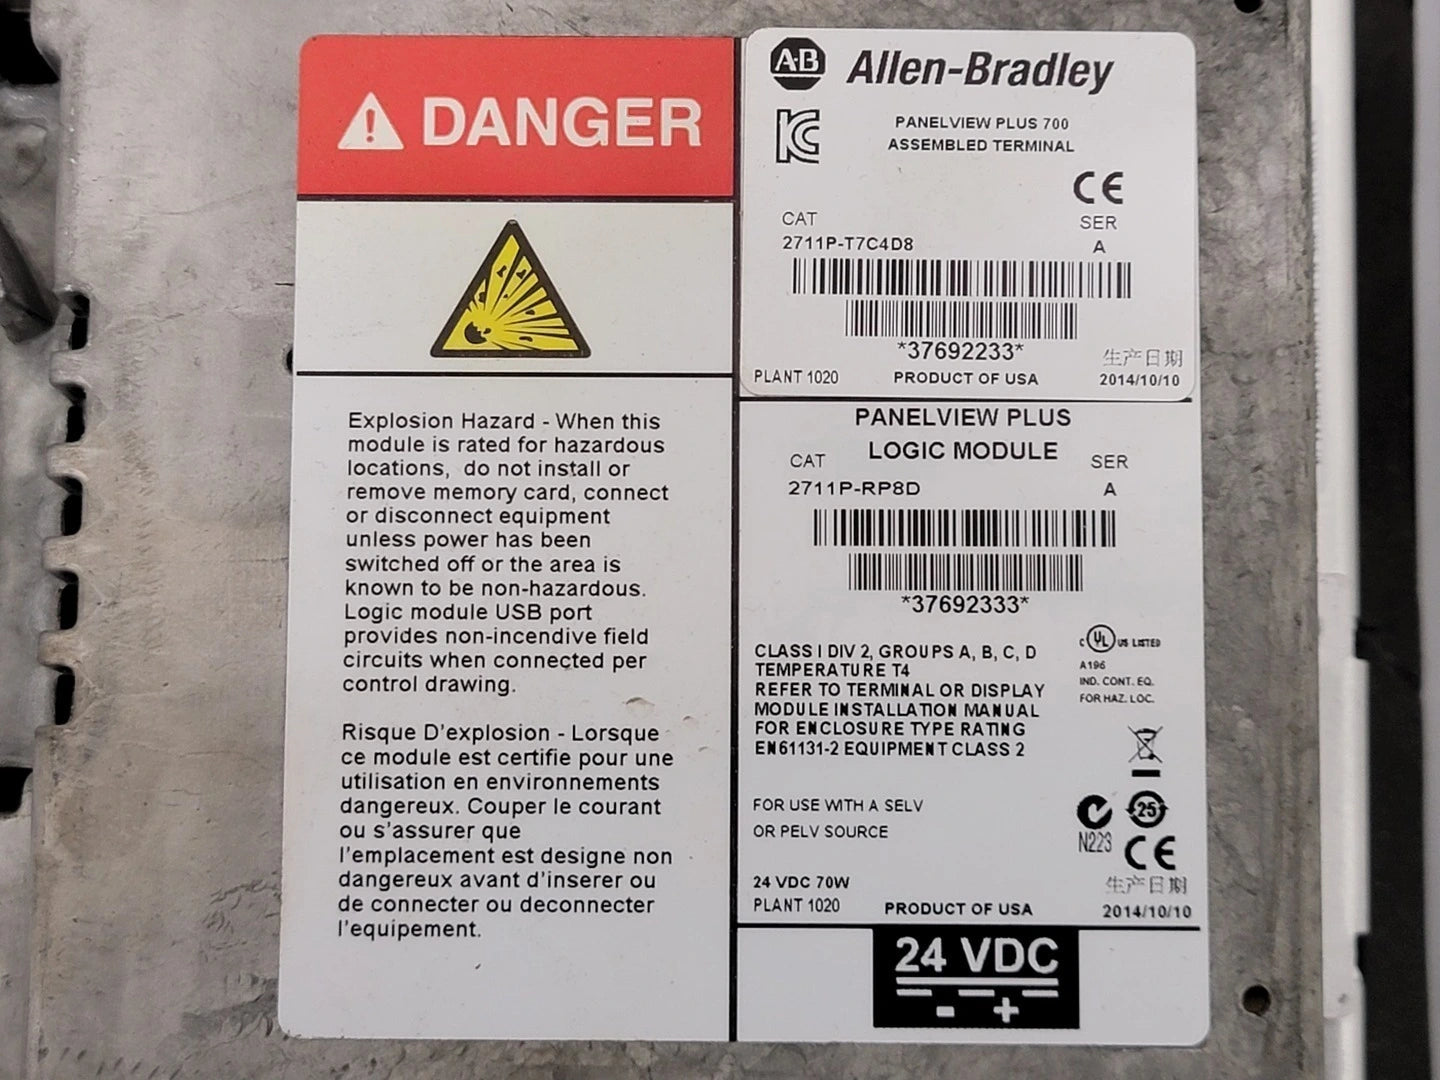 DANGER
Explosion Hazard - When this
module is rated for hazardous
locations, do not install or
remove memory card, connect
or disconnect equipment
unless power has been
switched off or the area is
known to be non-hazardous.
Logic module USB port
provides non-incendive field
circuits when connected per
control drawing.
Risque D'explosion - Lorsque
ce module est certifie pour une
utilisation en environnements
dangereux. Couper le courant
ou s'assurer que
l'emplacement est designe non
dangereux avant d'inserer ou
de connecter ou deconnecter
l'equipement.
A-B Allen-Bradley
PANELVIEW PLUS 700
ASSEMBLED TERMINAL
CE
CAT SER
2711P-T7C4D8 A
*37692233*
生产日期
PLANT 1020 PRODUCT OF USA 2014/10/10
PANELVIEW PLUS
LOGIC MODULE
CAT SER
2711P-RP8D A
*37692333*
CLASS I DIV 2, GROUPS A, B, C, D
TEMPERATURE T4
REFER TO TERMINAL OR DISPLAY
MODULE INSTALLATION MANUAL
FOR ENCLOSURE TYPE RATING
EN61131-2 EQUIPMENT CLASS 2
C UL US LISTED
A196
IND. CONT. EQ.
FOR HAZ. LOC.
FOR USE WITH A SELV
OR PELV SOURCE
25
N223
CE
24 VDC 70W
生产日期
PLANT 1020 PRODUCT OF USA 2014/10/10
24 VDC
- +